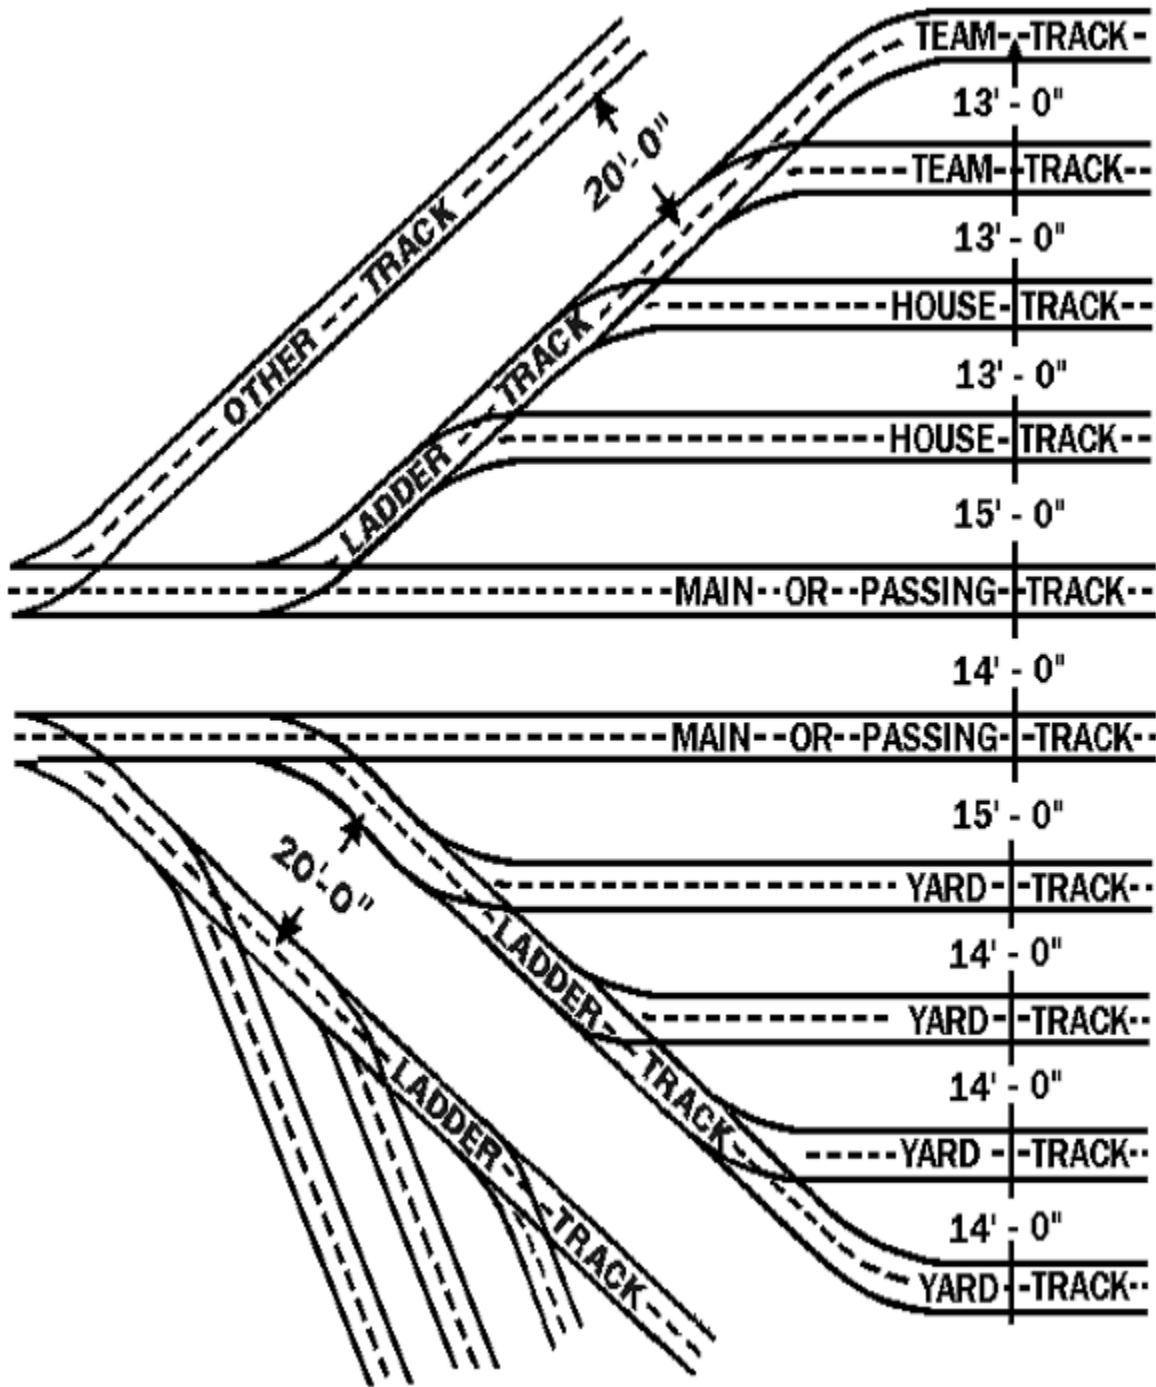 TEAM TRACK
13' - 0"
20'-0"
TEAM TRACK
13' - 0"
OTHER TRACK
HOUSE TRACK
13' - 0"
LADDER TRACK
HOUSE TRACK
15' - 0"
MAIN OR PASSING TRACK
14' - 0"
MAIN OR PASSING TRACK
15' - 0"
20'-0"
YARD TRACK
14' - 0"
LADDER TRACK
YARD TRACK
14' - 0"
LADDER TRACK
YARD TRACK
14' - 0"
YARD TRACK